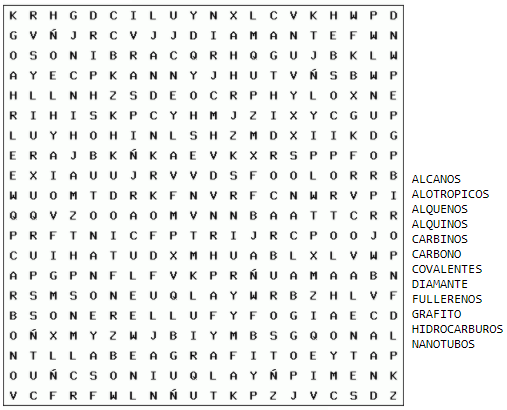 K R H G D C I L U Y N X L C V K H W P D
G V Ñ J R C V J J D I A M A N T E F W N
O S O N I B R A C Q R H Q G U J B K L W
A Y E C P K A N N Y J H U T V Ñ S B W P
H L L N H Z S D E O C R P H Y L O X N E
R I H I S K P C Y H M J Z I X Y C G U P
L U Y H O H I N L S H Z M D X I I K D G
E R A J B K Ñ K A E V K X R S P P F O P
E X I A U U J R V V D S F O O L O R R B
W U O M T D R K F N V R F C N W R V P I
Q Q V Z O O A O M V N N B A A T T C R R
P R F T N I C F P T R I J R C P O O J O
C U I H A T U D X M H U A B L X L V W P
A P G P N F L F V K P R Ñ U A M A A B N
R S M S O N E U Q L A Y W R B Z H L V F
B S O N E R E L L U F Y F O G I A E C D
O Ñ X M Y Z W J B I Y M B S G Q O N A L
N T L L A B E A G R A F I T O E Y T A P
O U Ñ C S O N I U Q L A Y Ñ P I M E N K
V C F R F W L N Ñ U T K P Z J V C S D Z
ALCANOS
ALOTROPICOS
ALQUENOS
ALQUINOS
CARBINOS
CARBONO
COVALENTES
DIAMANTE
FULLERENOS
GRAFITO
HIDROCARBUROS
NANOTUBOS